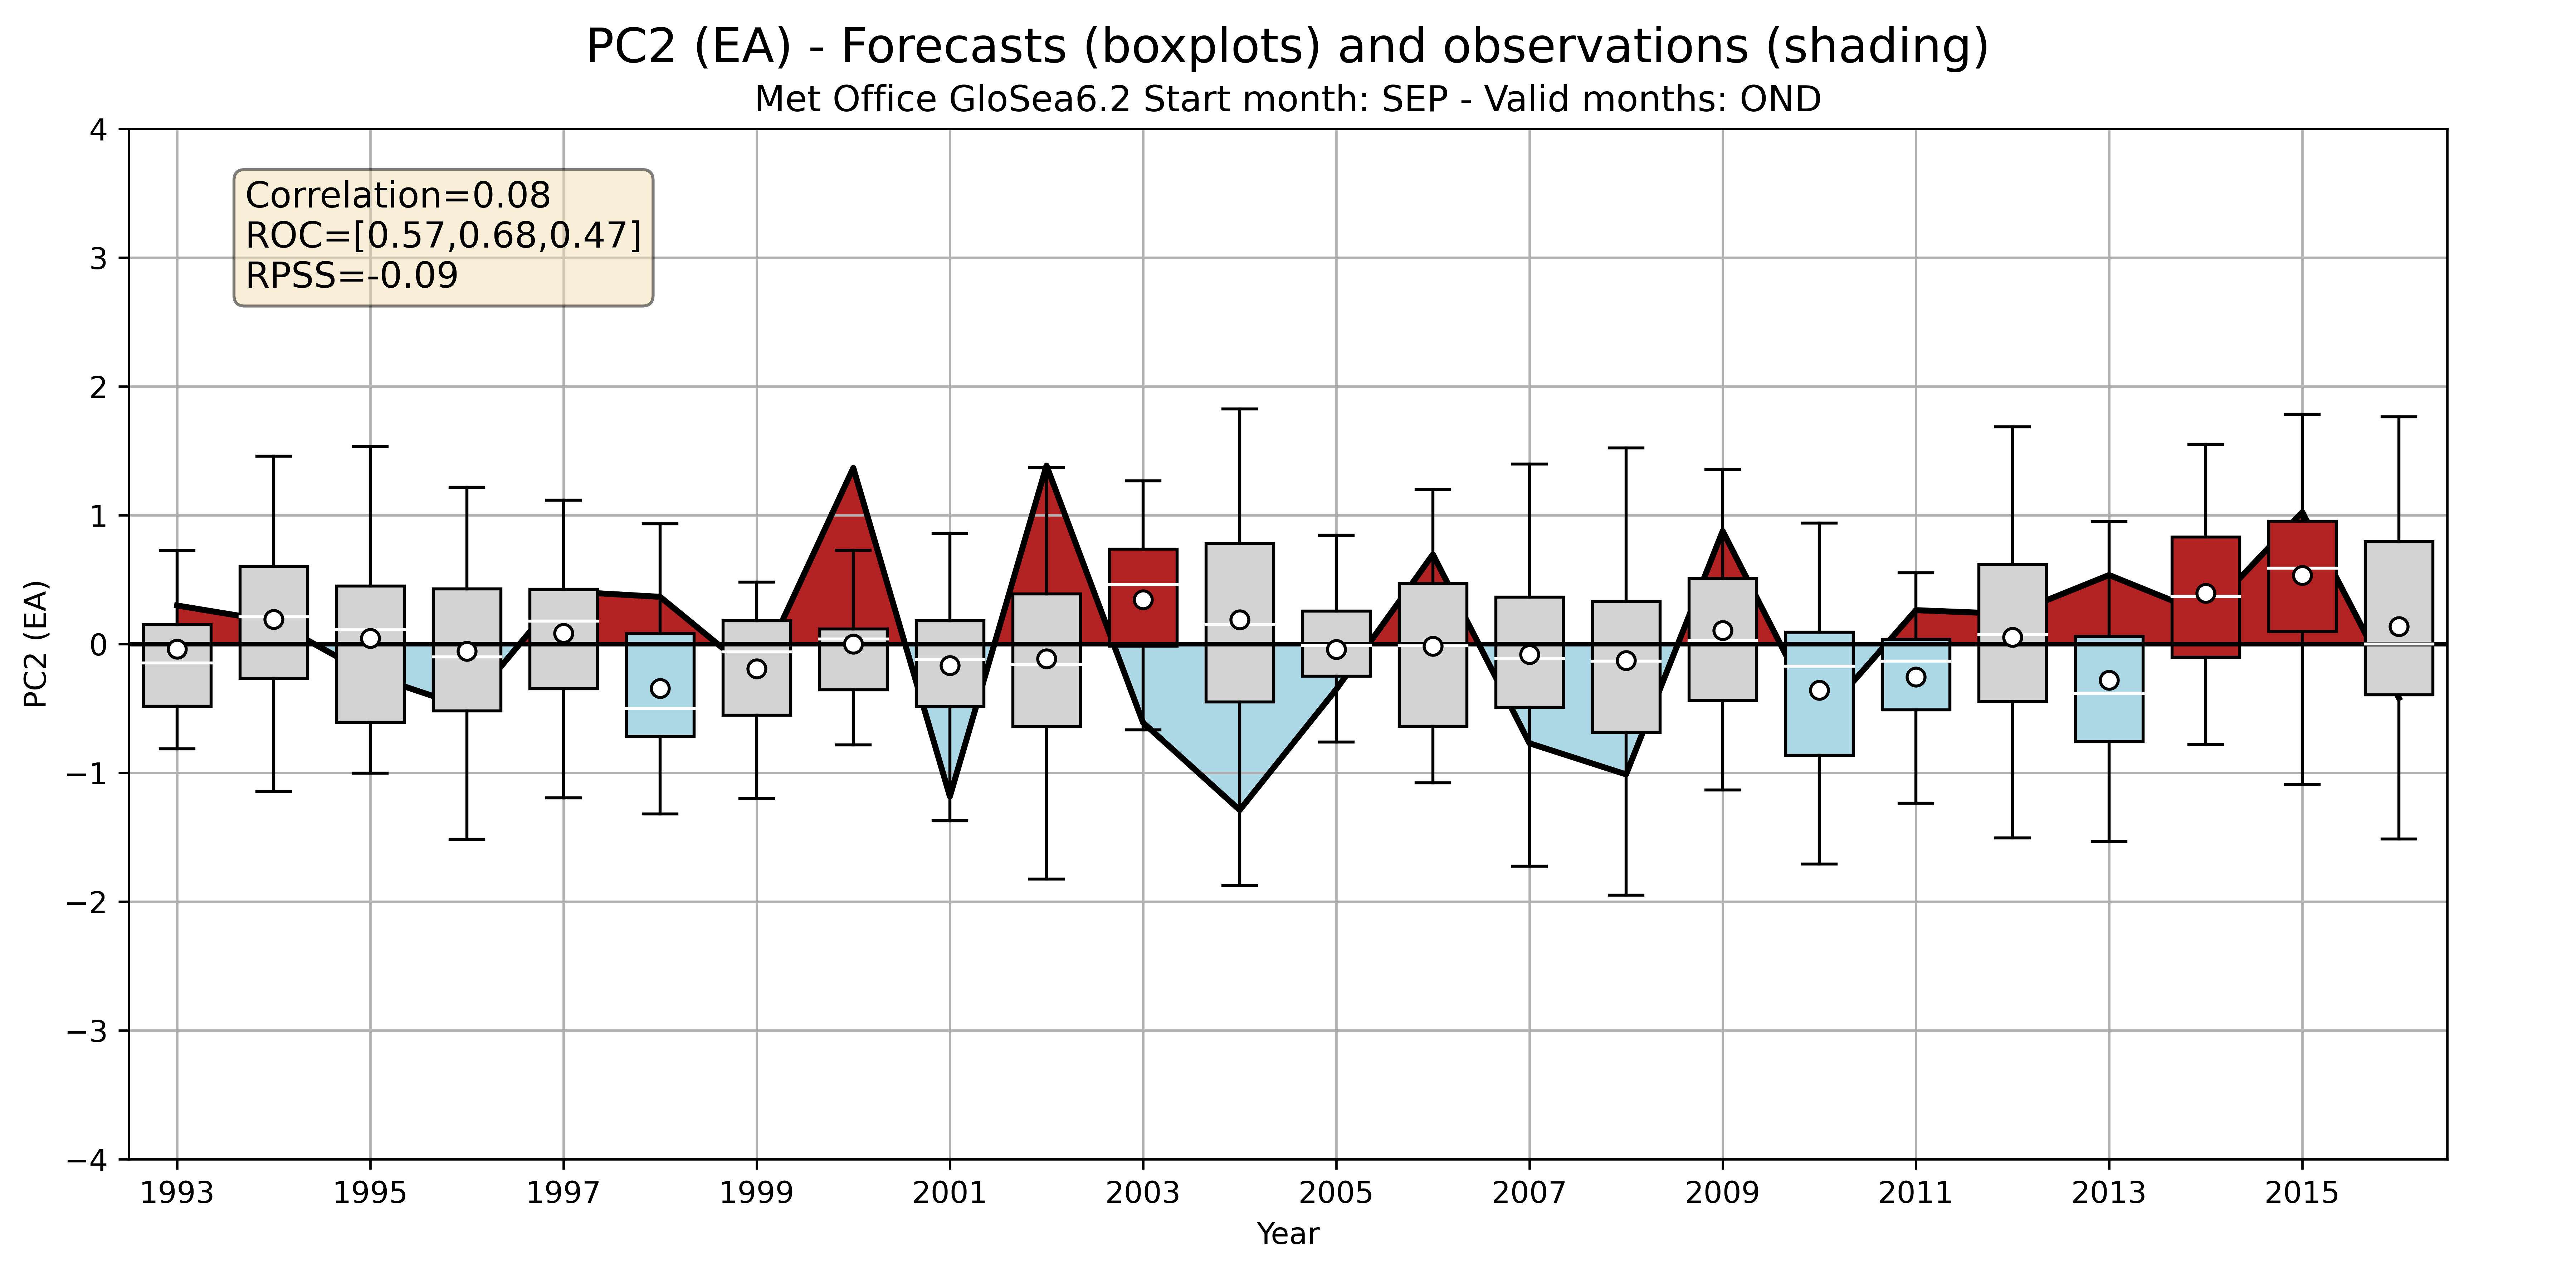 PC2 (EA) - Forecasts (boxplots) and observations (shading)
Met Office GloSea6.2 Start month: SEP - Valid months: OND
Correlation=0.08
ROC=[0.57,0.68,0.47]
RPSS=-0.09
PC2 (EA)
4
3
2
1
0
−1
−2
−3
−4
1993 1995 1997 1999 2001 2003 2005 2007 2009 2011 2013 2015
Year